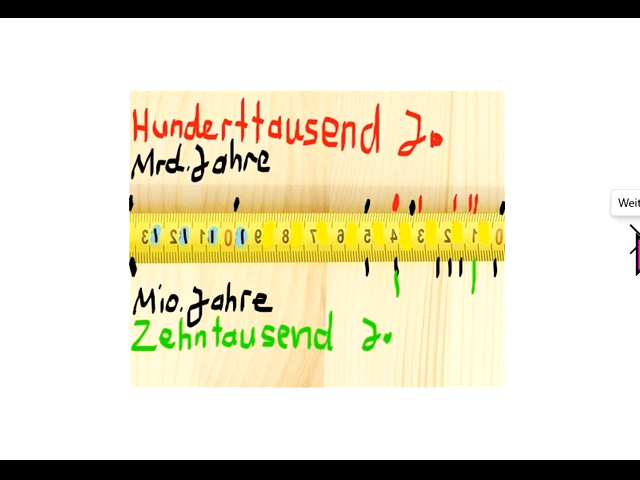 Hunderttausend J.
Mrd. Jahre
13 12 11 10 9 8 7 6 5 4 3 2 1 0
Mio. Jahre
Zehntausend J.
Weit